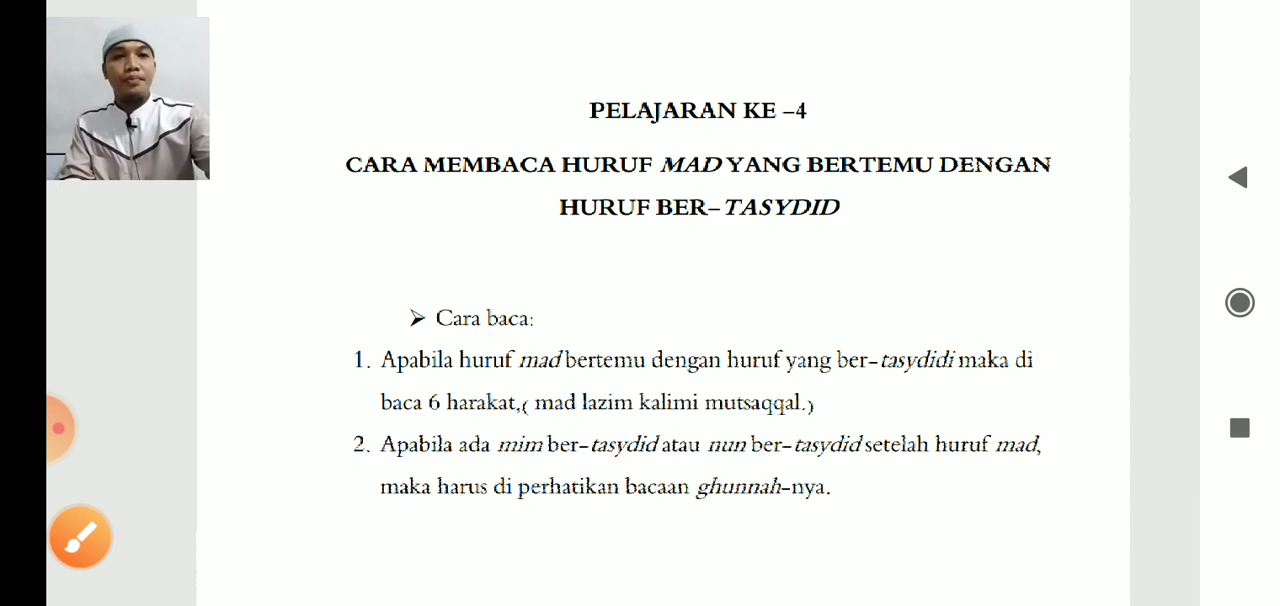 PELAJARAN KE –4
CARA MEMBACA HURUF MAD YANG BERTEMU DENGAN
HURUF BER–TASYDID
➢ Cara baca:
1. Apabila huruf mad bertemu dengan huruf yang ber–tasydidi maka di
baca 6 harakat,( mad lazim kalimi mutsaqqal.)
2. Apabila ada mim ber–tasydid atau nun ber–tasydid setelah huruf mad,
maka harus di perhatikan bacaan ghunnah–nya.